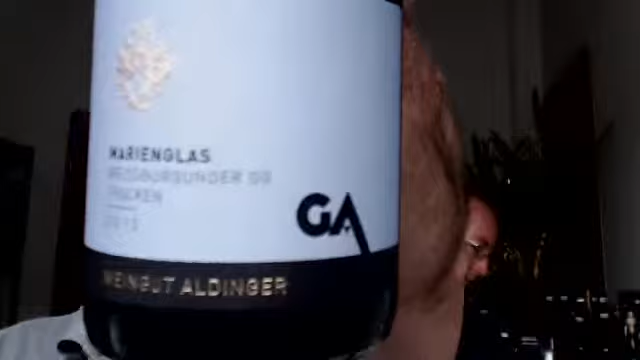 MARIENGLAS
WEISSBURGUNDER GG
TROCKEN
GA
WEINGUT ALDINGER